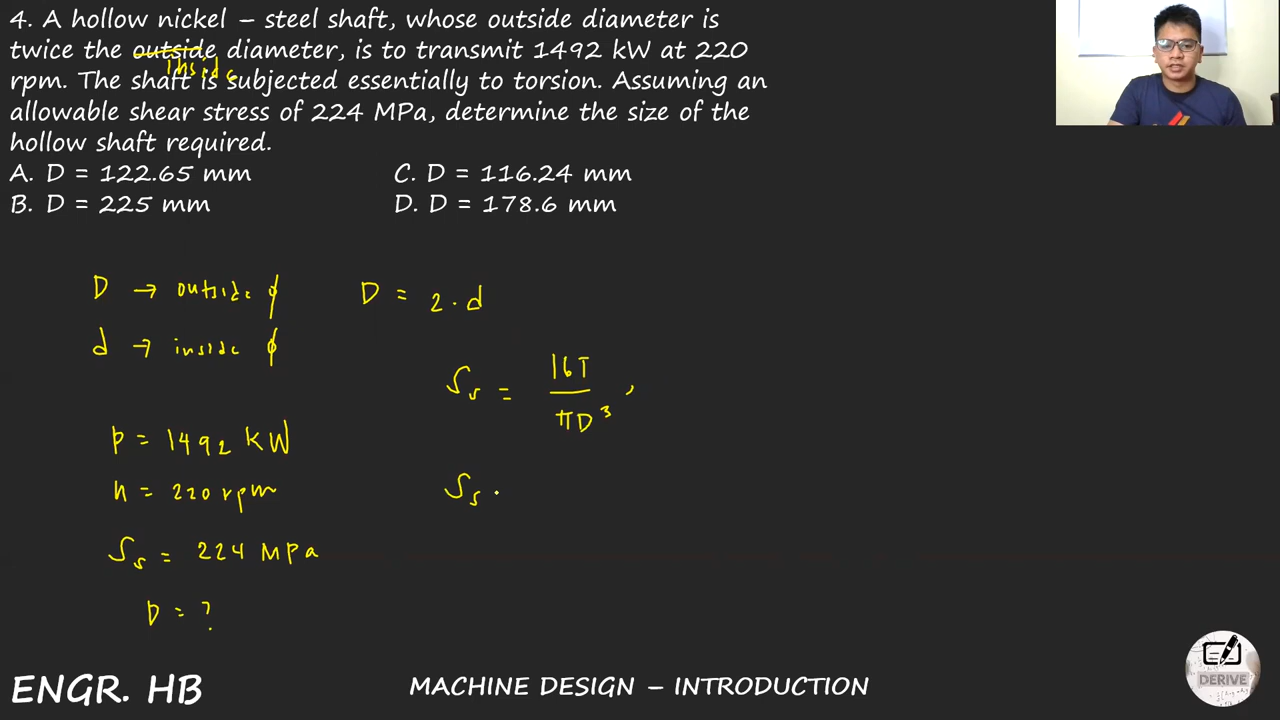 4. A hollow nickel – steel shaft, whose outside diameter is
twice the outside diameter, is to transmit 1492 kW at 220
inside
rpm. The shaft is subjected essentially to torsion. Assuming an
allowable shear stress of 224 MPa, determine the size of the
hollow shaft required.
A. D = 122.65 mm
C. D = 116.24 mm
B. D = 225 mm
D. D = 178.6 mm
D → outside ϕ
D = 2 · d
d → inside ϕ
Ss = 16T / πD³ ,
P = 1492 kW
n = 220 rpm
Ss
Ss = 224 MPa
D = ?
ENGR. HB
MACHINE DESIGN – INTRODUCTION
DERIVE